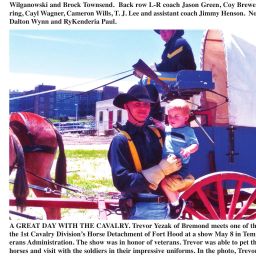 Wilganowski and Brock Townsend. Back row L-R coach Jason Green, Coy Brewe
ring, Cayl Wagner, Cameron Wills, T. J. Lee and assistant coach Jimmy Henson. No
Dalton Wynn and RyKenderia Paul.
A GREAT DAY WITH THE CAVALRY. Trevor Yezak of Bremond meets one of th
the 1st Cavalry Division's Horse Detachment of Fort Hood at a show May 8 in Tem
erans Administration. The show was in honor of veterans. Trevor was able to pet th
horses and visit with the soldiers in their impressive uniforms. In the photo, Trevo